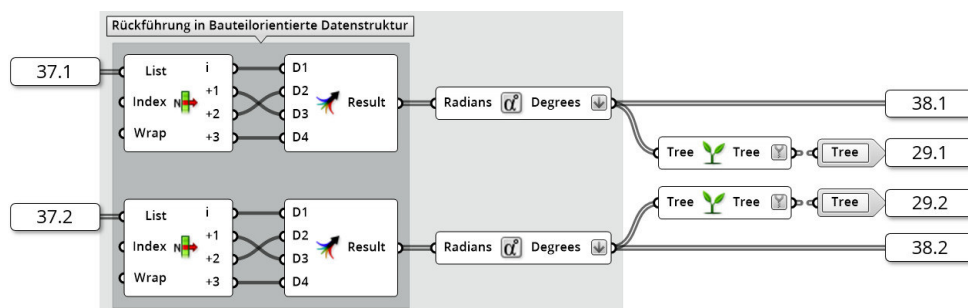 Rückführung in Bauteilorientierte Datenstruktur
37.1
List
Index
Wrap
N
i
+1
+2
+3
D1
D2
D3
D4
Result
Radians α° Degrees
38.1
Tree Tree
Tree
29.1
37.2
List
Index
Wrap
N
i
+1
+2
+3
D1
D2
D3
D4
Result
Radians α° Degrees
Tree Tree
Tree
29.2
38.2